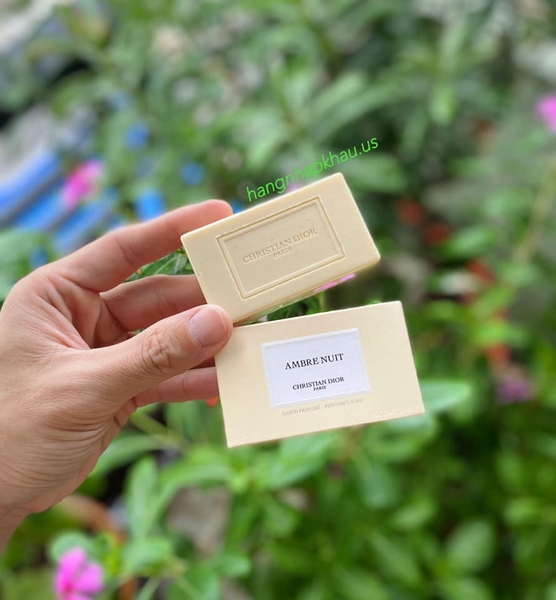 hangnhapkhau.us
CHRISTIAN DIOR
PARIS
AMBRE NUIT
CHRISTIAN DIOR
PARIS
SAVON PARFUMÉ - PERFUMED SOAP